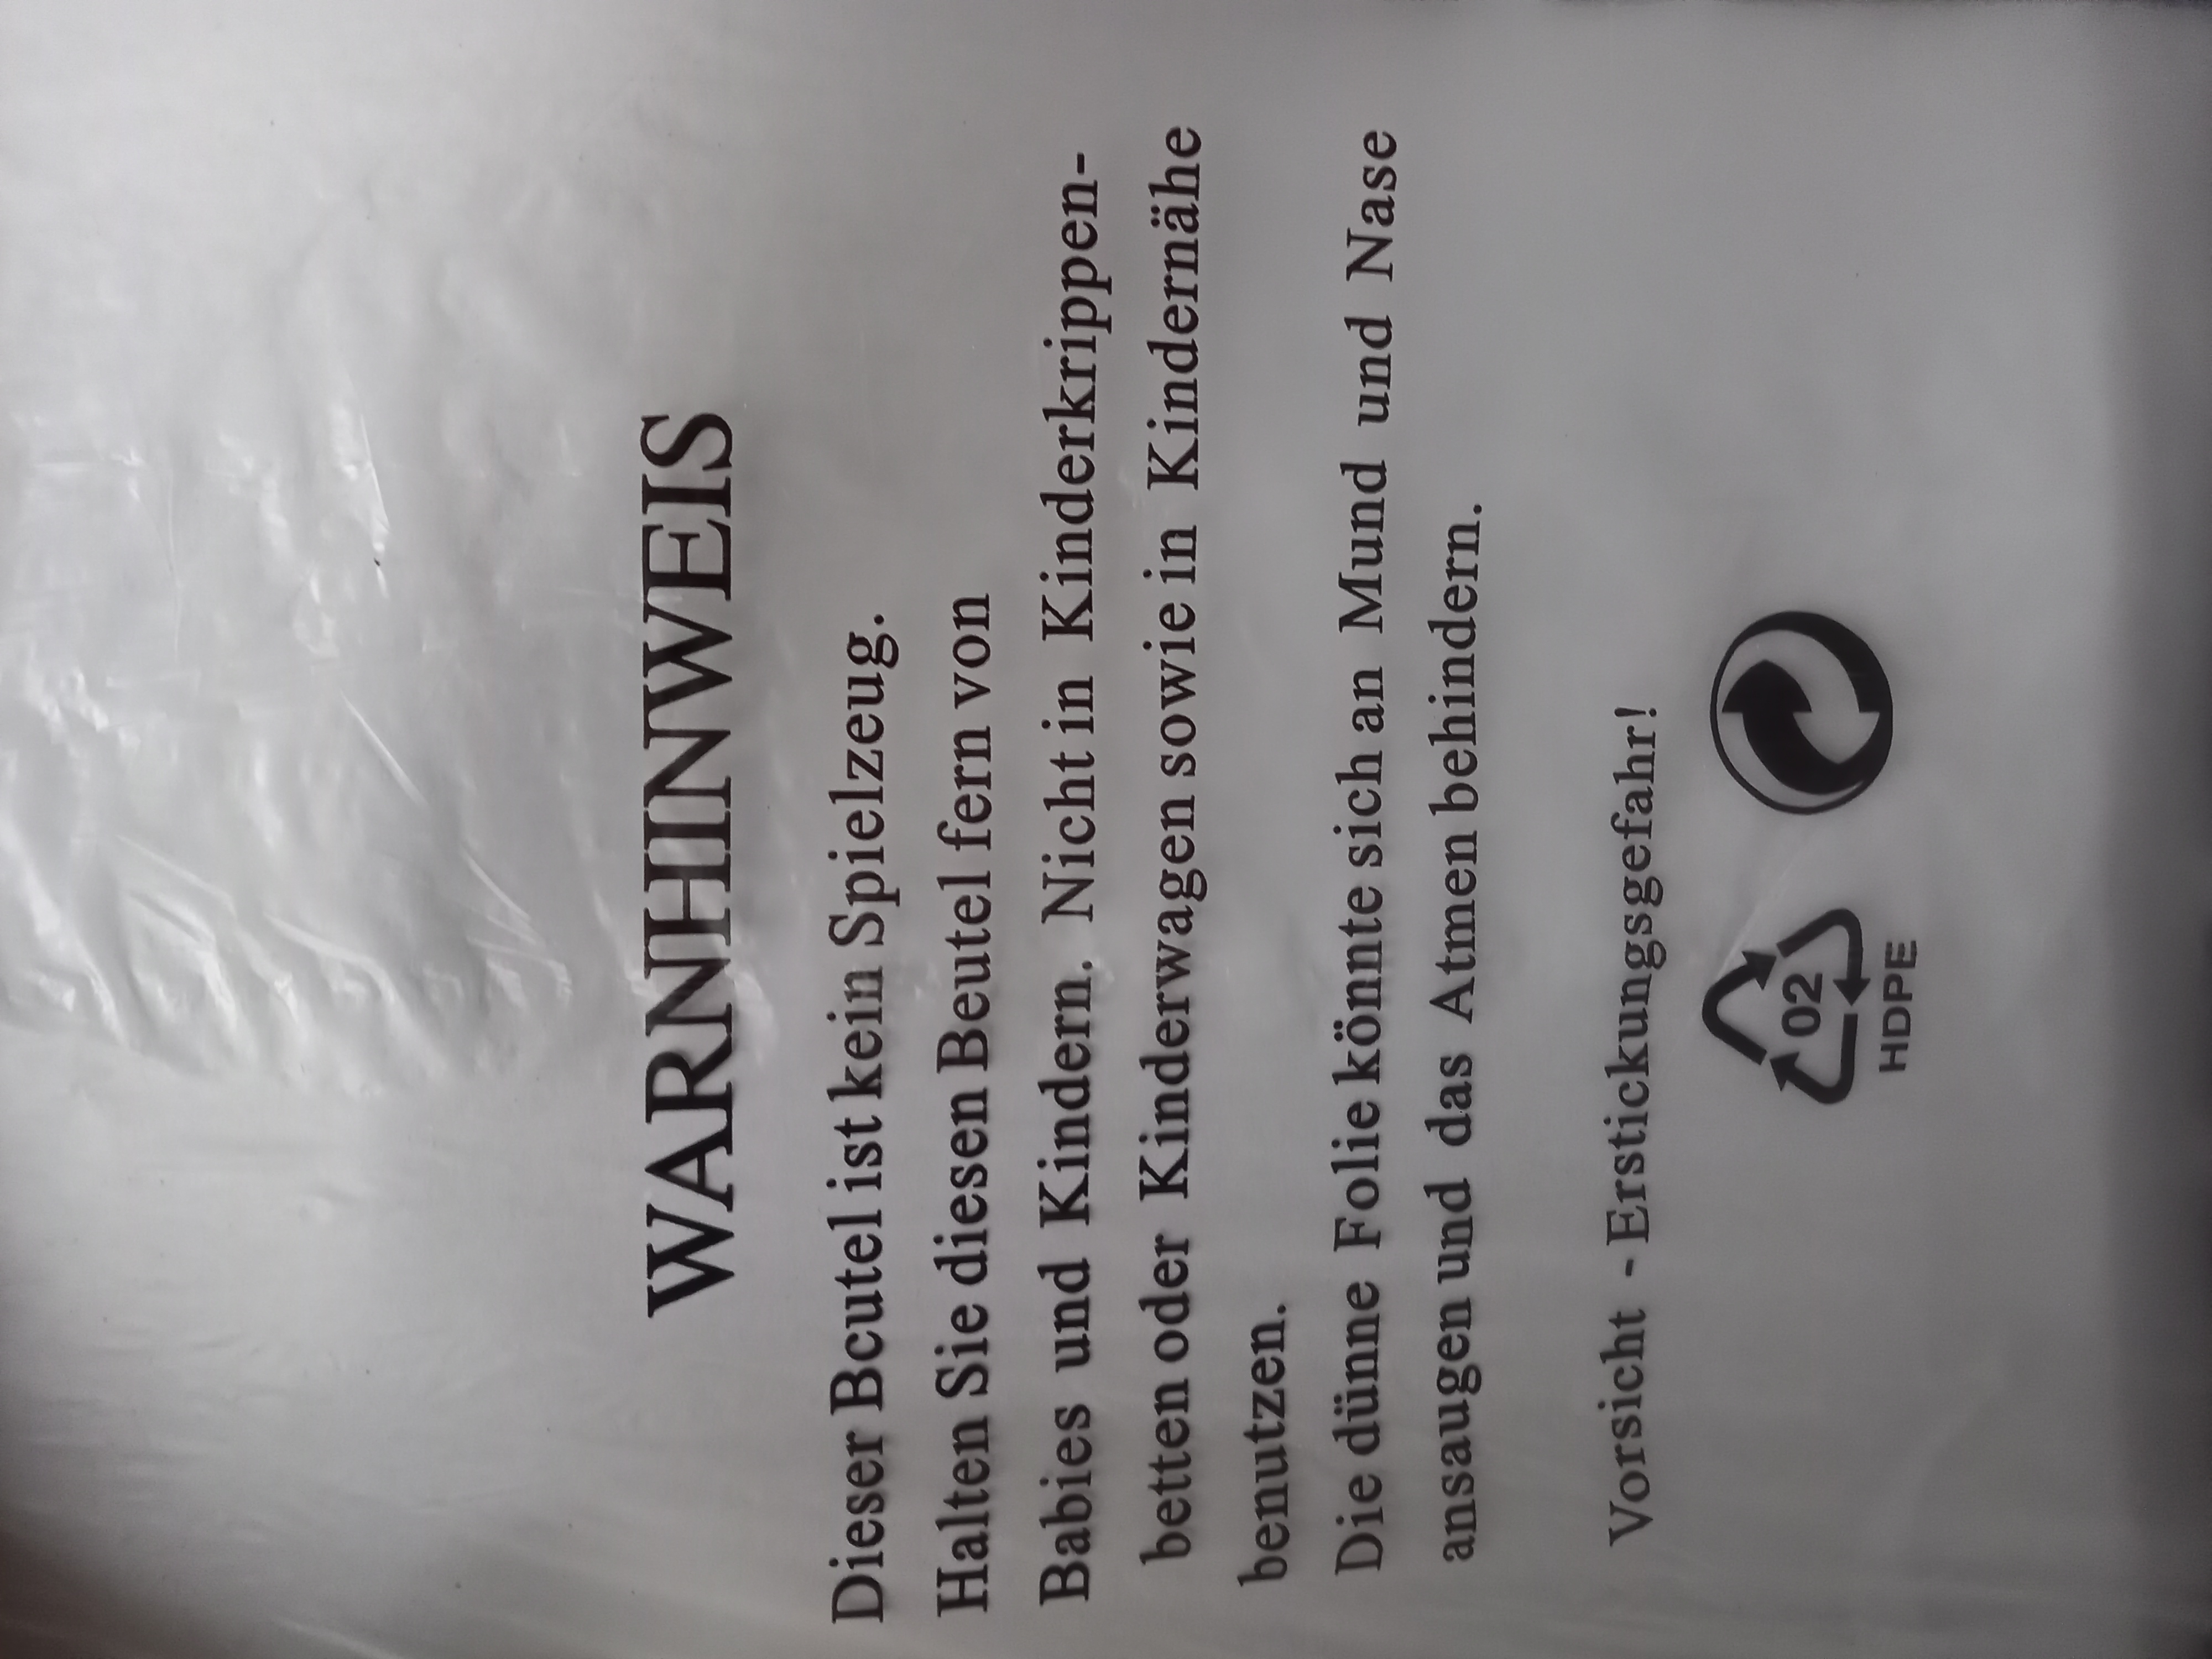 WARNHINWEIS
Dieser Bcutel ist kein Spielzeug.
Halten Sie diesen Beutel fern von
Babies und Kindern. Nicht in Kinderkrippen-
betten oder Kinderwagen sowie in Kindernähe
benutzen.
Die dünne Folie könnte sich an Mund und Nase
ansaugen und das Atmen behindern.
Vorsicht - Erstickungsgefahr!
02
HDPE